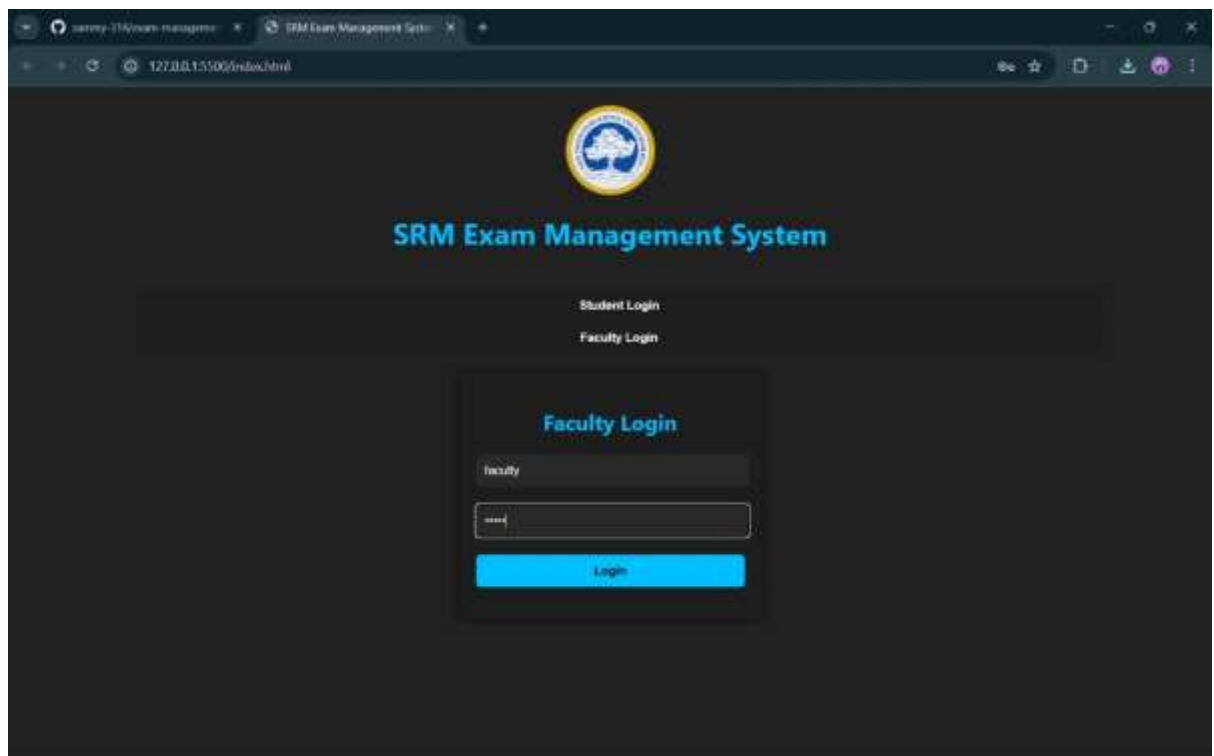 SRM Exam Management Syste
127.0.0.1:5500/index.html
SRM Exam Management System
Student Login
Faculty Login
Faculty Login
faculty
•••••
Login